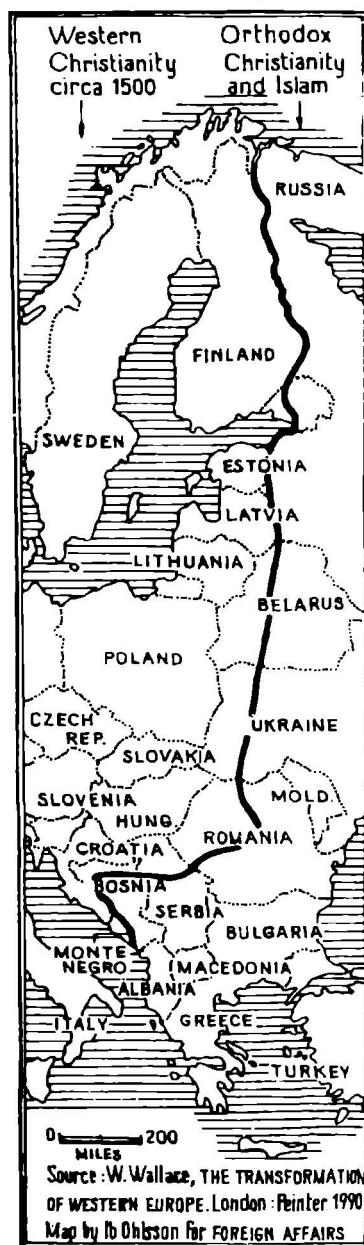 Western
Christianity
circa 1500
Orthodox
Christianity
and Islam
RUSSIA
FINLAND
SWEDEN
ESTONIA
LATVIA
LITHUANIA
BELARUS
POLAND
UKRAINE
CZECH
REP.
SLOVAKIA
SLOVENIA
HUNG.
MOLD.
ROMANIA
CROATIA
BOSNIA
SERBIA
BULGARIA
MONTE
NEGRO
MACEDONIA
ALBANIA
ITALY
GREECE
TURKEY
0 200
MILES
Source: W. Wallace, THE TRANSFORMATION
OF WESTERN EUROPE. London: Peinter 1990
Map by Ib Ohlsson for FOREIGN AFFAIRS